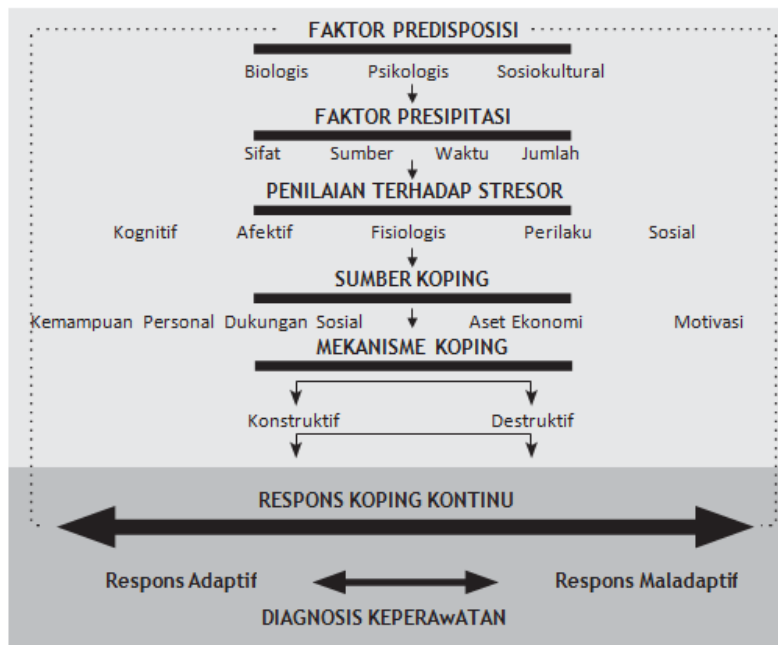 FAKTOR PREDISPOSISI
Biologis Psikologis Sosiokultural
FAKTOR PRESIPITASI
Sifat Sumber Waktu Jumlah
PENILAIAN TERHADAP STRESOR
Kognitif Afektif Fisiologis Perilaku Sosial
SUMBER KOPING
Kemampuan Personal Dukungan Sosial Aset Ekonomi Motivasi
MEKANISME KOPING
Konstruktif Destruktif
RESPONS KOPING KONTINU
Respons Adaptif Respons Maladaptif
DIAGNOSIS KEPERAwATAN